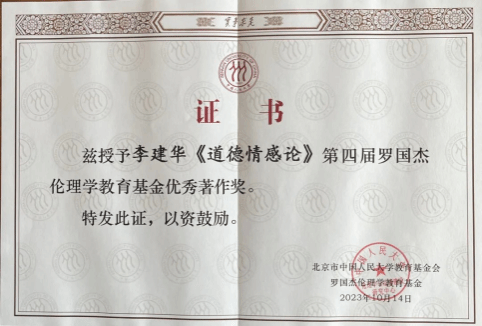 证书
兹授予李建华《道德情感论》第四届罗国杰
伦理学教育基金优秀著作奖。
特发此证，以资鼓励。
北京市中国人民大学教育基金会
罗国杰伦理学教育基金
2023年10月14日